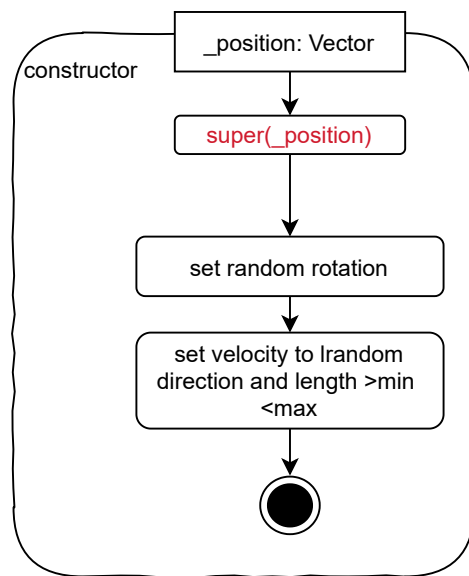 _position: Vector
constructor
super(_position)
set random rotation
set velocity to lrandom
direction and length >min
<max